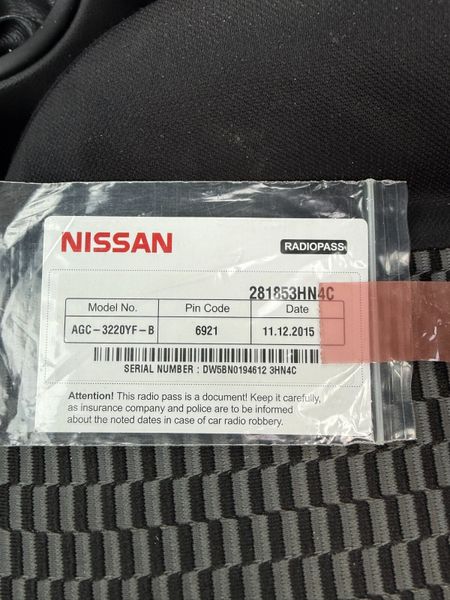 NISSAN
RADIOPASS
281853HN4C
Model No. Pin Code Date
AGC-3220YF-B 6921 11.12.2015
SERIAL NUMBER : DW5BN0194612 3HN4C
Attention! This radio pass is a document! Keep it carefully,
as insurance company and police are to be informed
about the noted dates in case of car radio robbery.